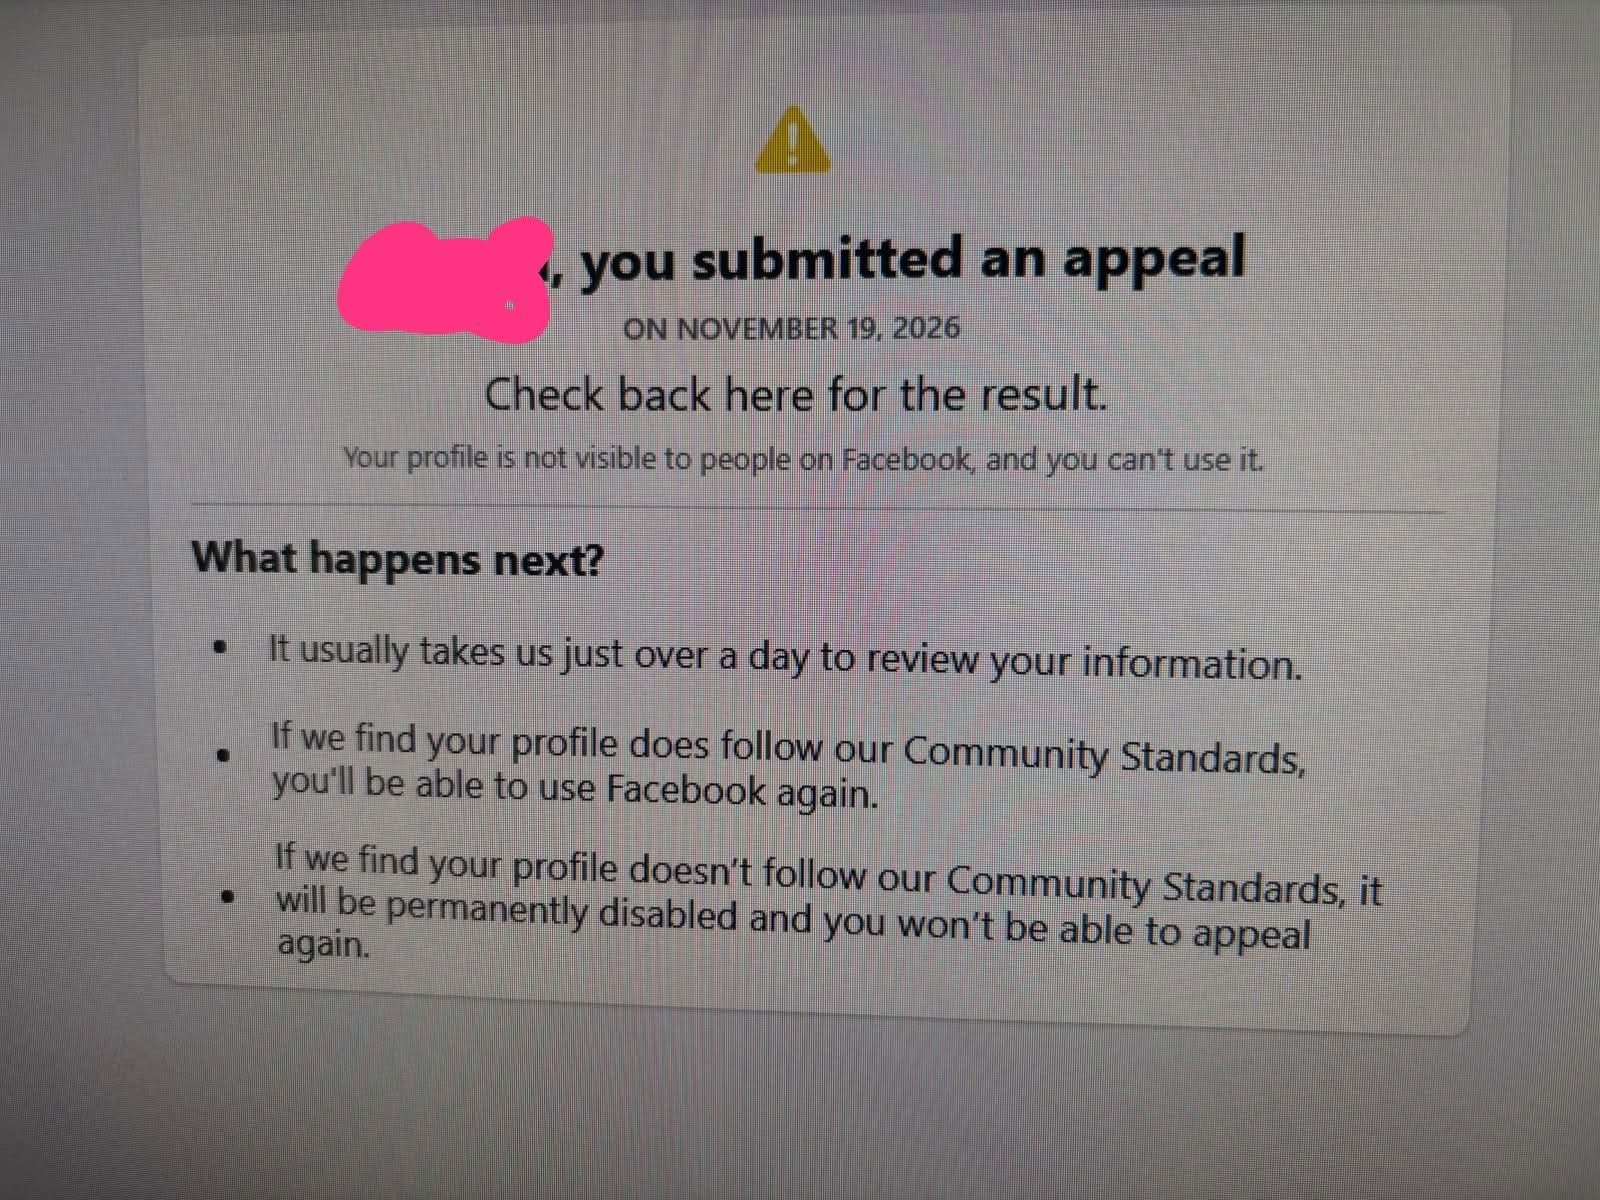 , you submitted an appeal
ON NOVEMBER 19, 2026
Check back here for the result.
Your profile is not visible to people on Facebook, and you can't use it.
What happens next?
• It usually takes us just over a day to review your information.
• If we find your profile does follow our Community Standards,
you'll be able to use Facebook again.
If we find your profile doesn't follow our Community Standards, it
• will be permanently disabled and you won't be able to appeal
again.